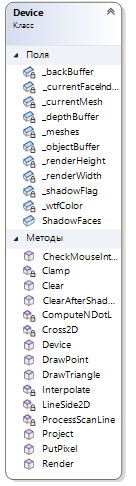 Device
Класс
Поля
_backBuffer
_currentFaceInd...
_currentMesh
_depthBuffer
_meshes
_objectBuffer
_renderHeight
_renderWidth
_shadowFlag
_wtfColor
ShadowFaces
Методы
CheckMouseInt...
Clamp
Clear
ClearAfterShad...
ComputeNDotL
Cross2D
Device
DrawPoint
DrawTriangle
Interpolate
LineSide2D
ProcessScanLine
Project
PutPixel
Render